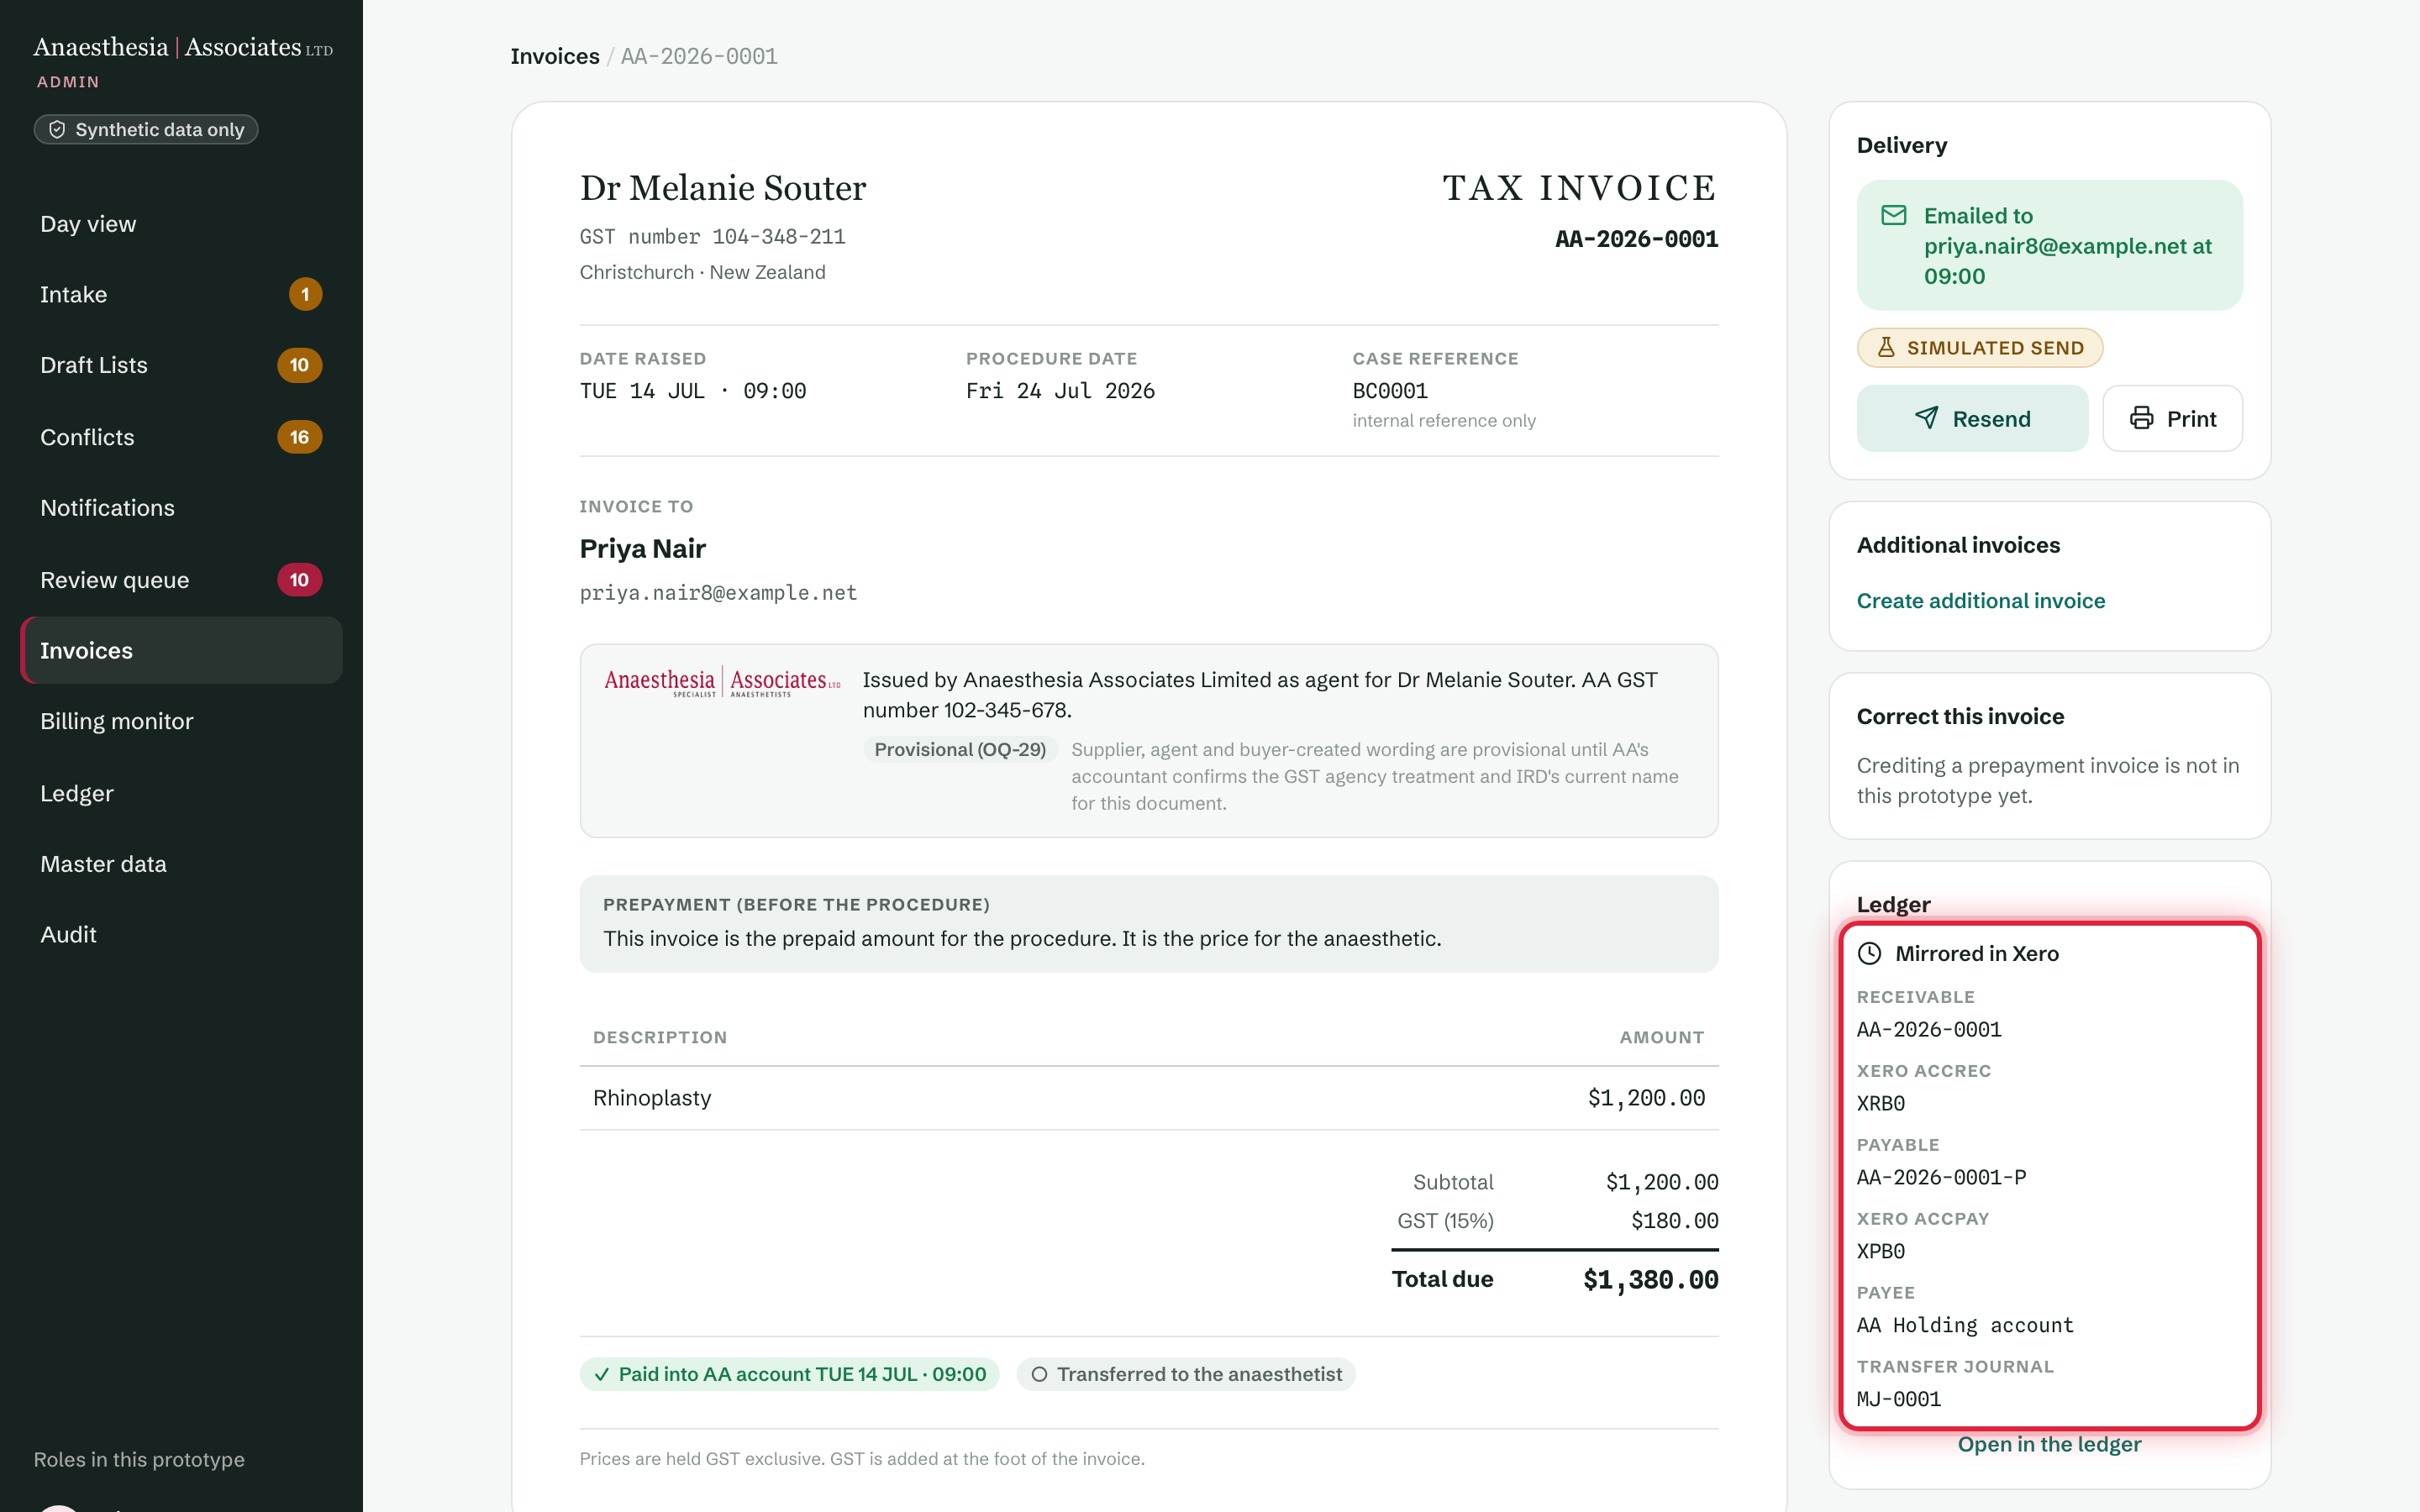 Anaesthesia | Associates LTD
ADMIN
Synthetic data only
Day view
Intake 1
Draft Lists 10
Conflicts 16
Notifications
Review queue 10
Invoices
Billing monitor
Ledger
Master data
Audit
Roles in this prototype
Invoices / AA-2026-0001
Dr Melanie Souter
GST number 104-348-211
Christchurch · New Zealand
TAX INVOICE
AA-2026-0001
DATE RAISED
TUE 14 JUL · 09:00
PROCEDURE DATE
Fri 24 Jul 2026
CASE REFERENCE
BC0001
internal reference only
INVOICE TO
Priya Nair
priya.nair8@example.net
Anaesthesia | Associates LTD
SPECIALIST ANAESTHETISTS
Issued by Anaesthesia Associates Limited as agent for Dr Melanie Souter. AA GST
number 102-345-678.
Provisional (OQ-29)
Supplier, agent and buyer-created wording are provisional until AA's
accountant confirms the GST agency treatment and IRD's current name
for this document.
PREPAYMENT (BEFORE THE PROCEDURE)
This invoice is the prepaid amount for the procedure. It is the price for the anaesthetic.
DESCRIPTION AMOUNT
Rhinoplasty $1,200.00
Subtotal $1,200.00
GST (15%) $180.00
Total due $1,380.00
Paid into AA account TUE 14 JUL · 09:00
Transferred to the anaesthetist
Prices are held GST exclusive. GST is added at the foot of the invoice.
Delivery
Emailed to
priya.nair8@example.net at
09:00
SIMULATED SEND
Resend
Print
Additional invoices
Create additional invoice
Correct this invoice
Crediting a prepayment invoice is not in
this prototype yet.
Ledger
Mirrored in Xero
RECEIVABLE
AA-2026-0001
XERO ACCREC
XRB0
PAYABLE
AA-2026-0001-P
XERO ACCPAY
XPB0
PAYEE
AA Holding account
TRANSFER JOURNAL
MJ-0001
Open in the ledger